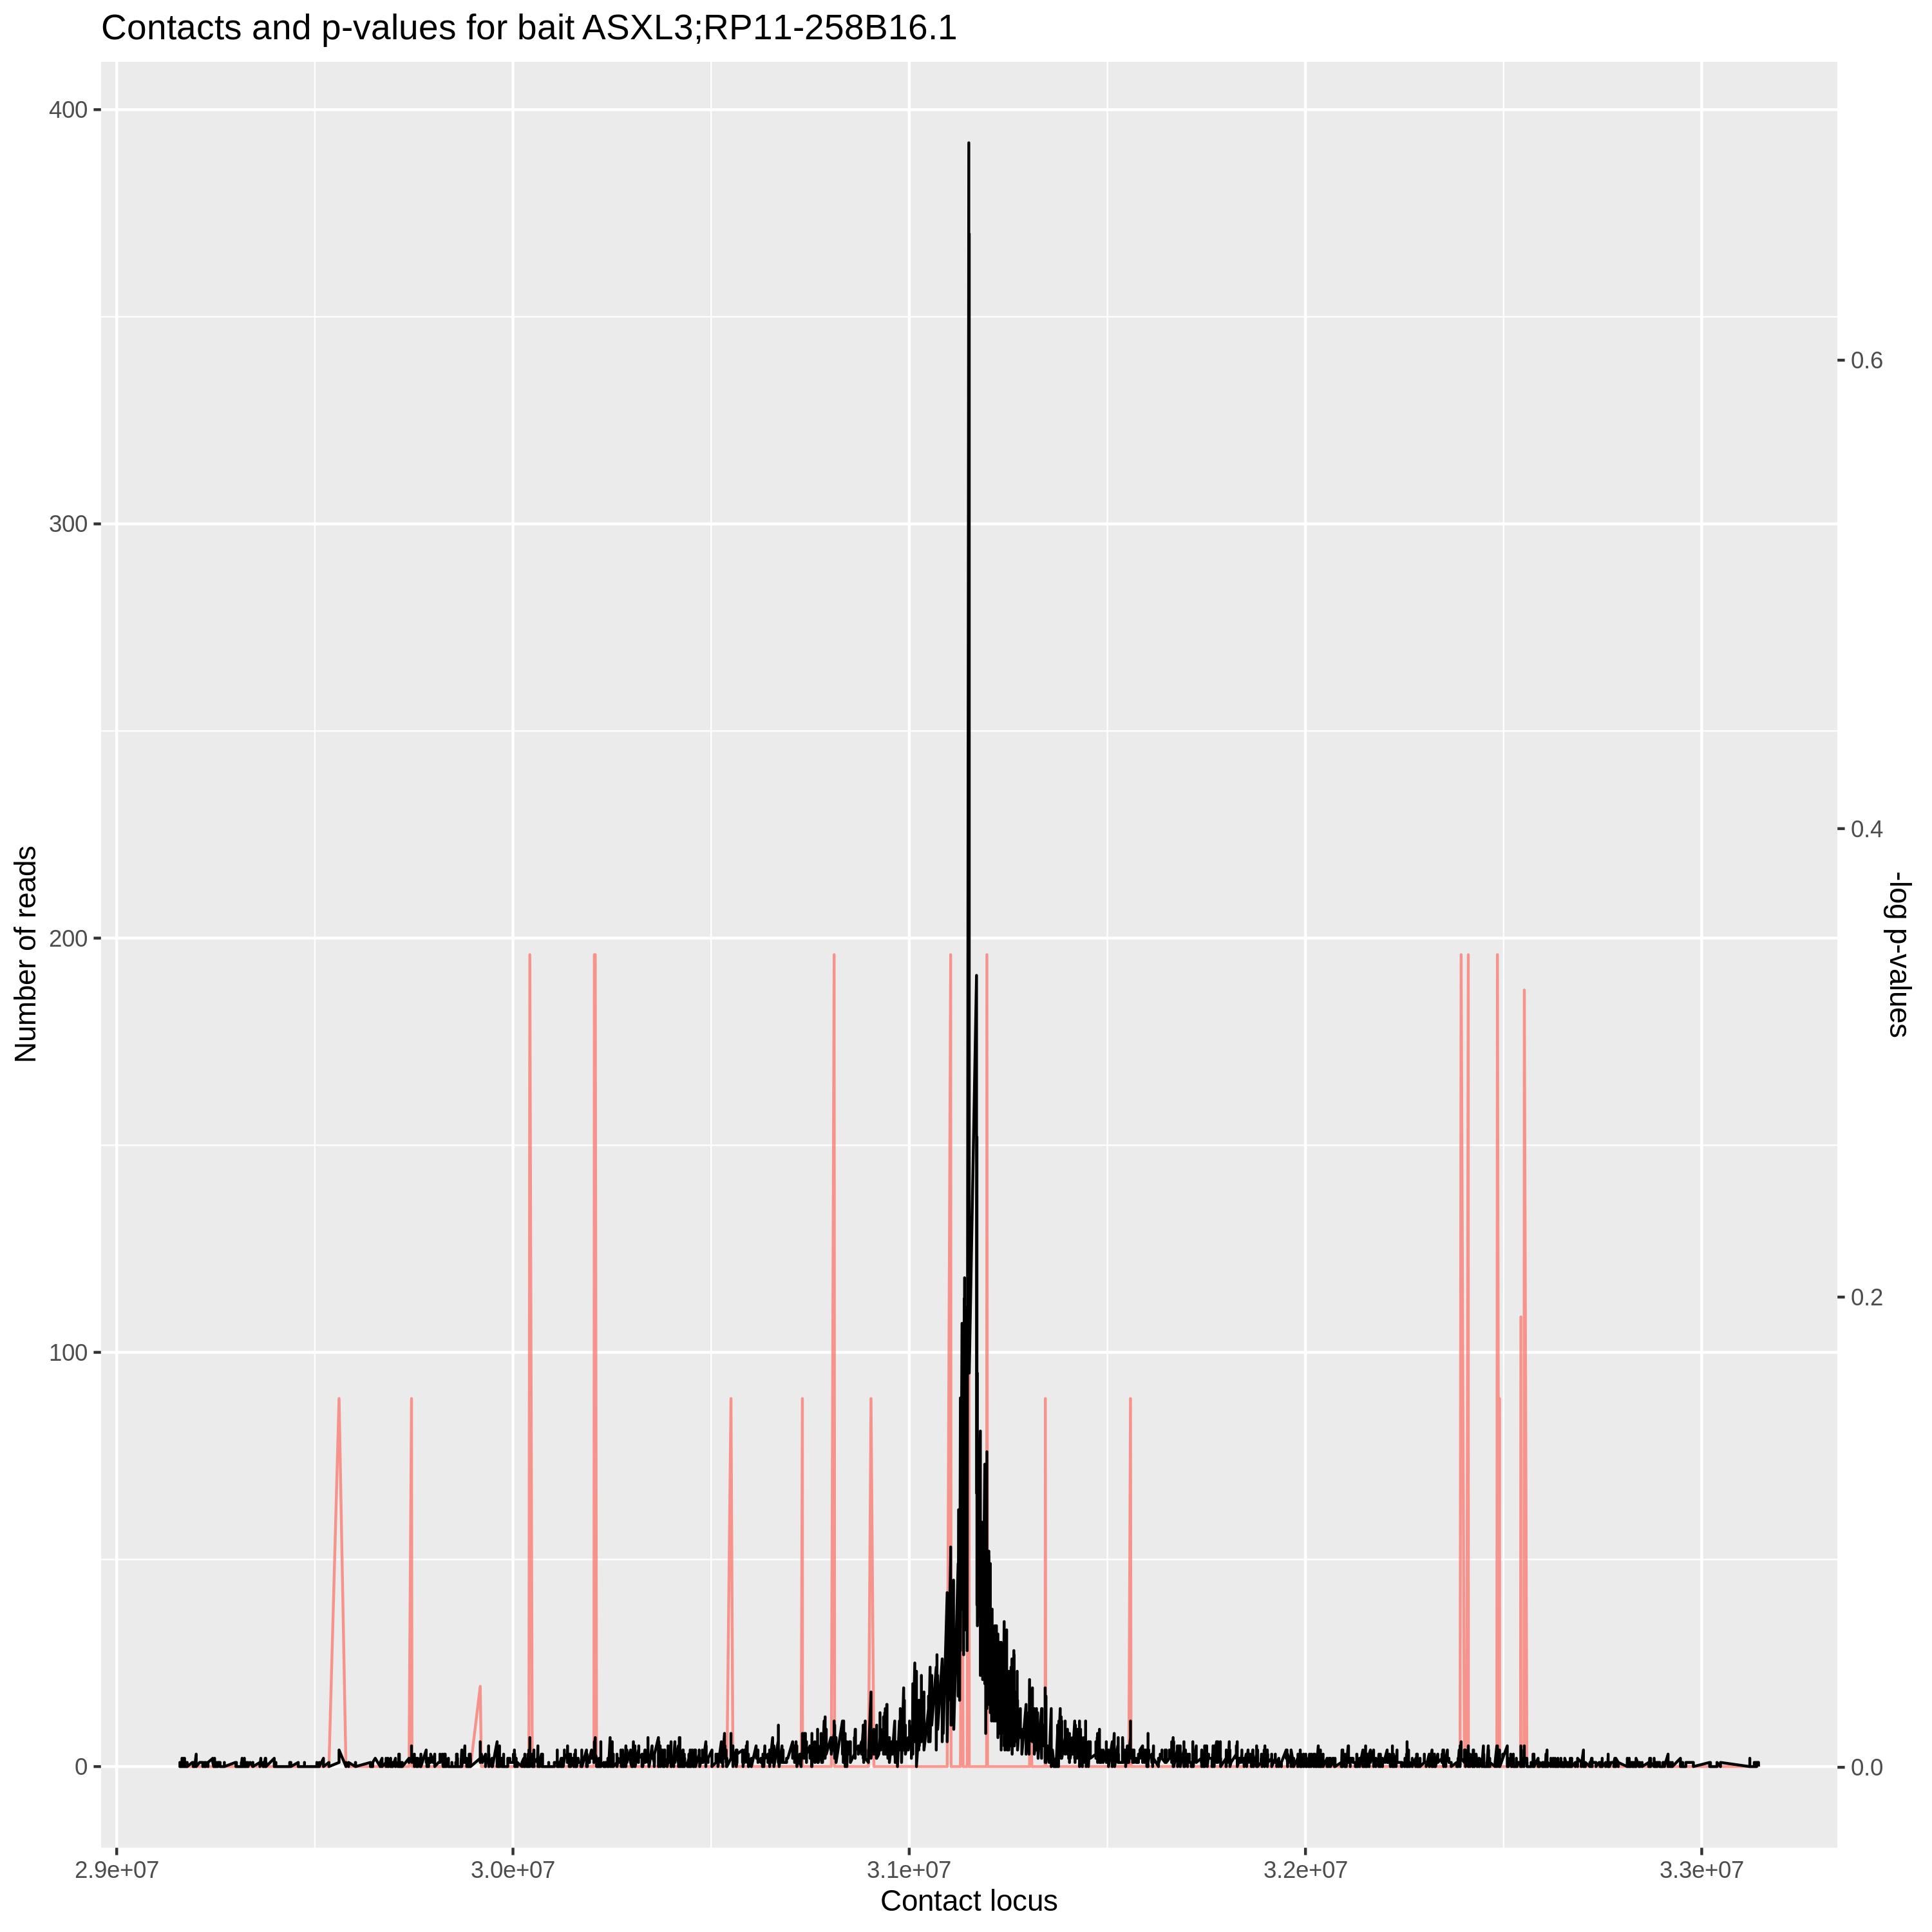 Contacts and p-values for bait ASXL3;RP11-258B16.1
400
300
200
100
0
Number of reads
0.6
0.4
0.2
0.0
-log p-values
2.9e+07
3.0e+07
3.1e+07
3.2e+07
3.3e+07
Contact locus